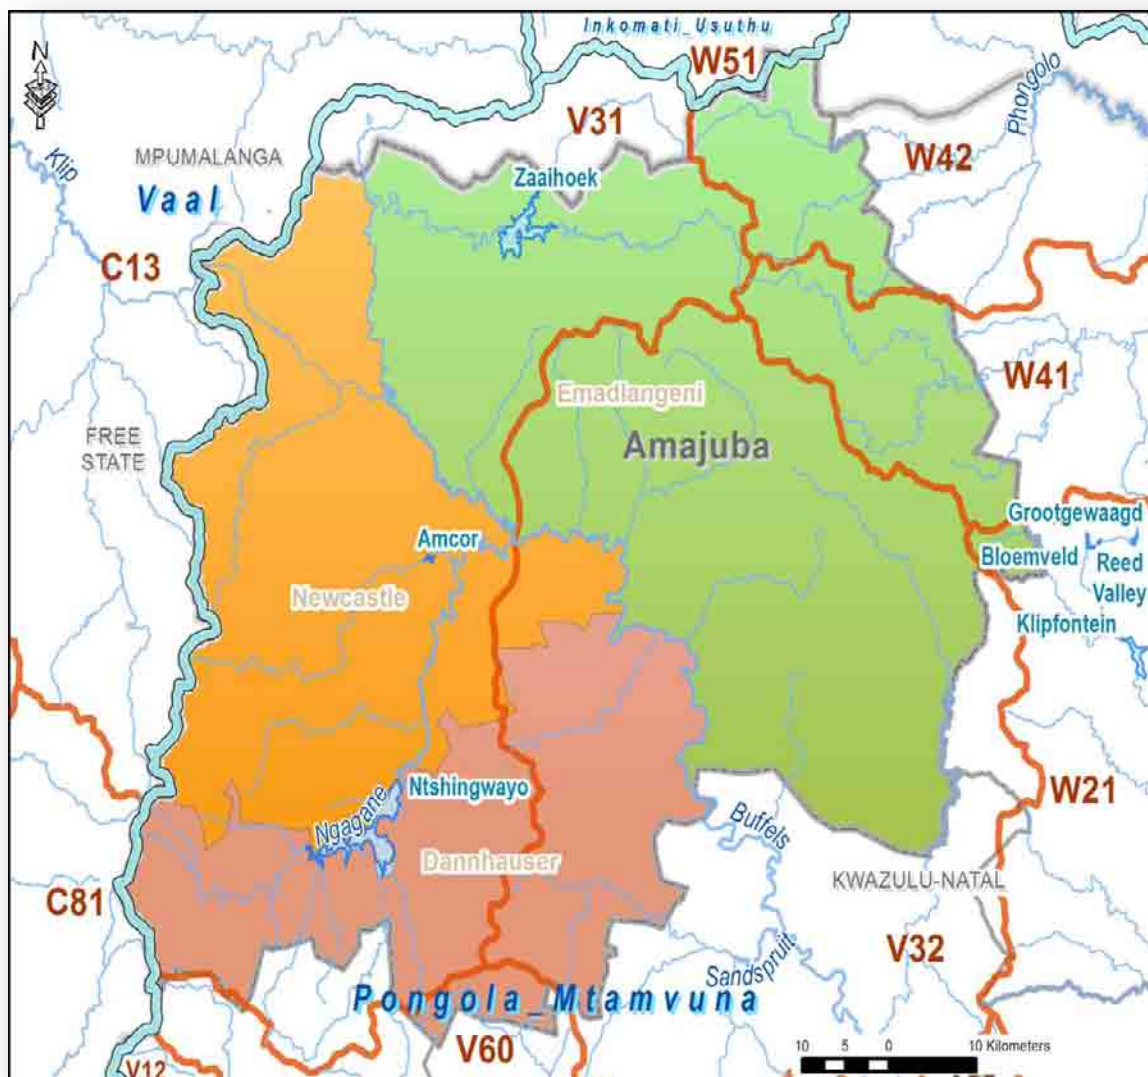 Inkomati_Usuthu
N
W51
V31
Phongolo
Klip
MPUMALANGA
W42
Zaaihoek
Vaal
C13
W41
Emadlangeni
FREE
STATE
Amajuba
Grootgewaagd
Amcor
Bloemveld
Reed
Valley
Newcastle
Klipfontein
Ntshingwayo
W21
Ngagane
Buffels
Dannhauser
KWAZULU-NATAL
C81
V32
Sandspruit
Pongola_Mtamvuna
V60
10 5 0 10 Kilometers
V12